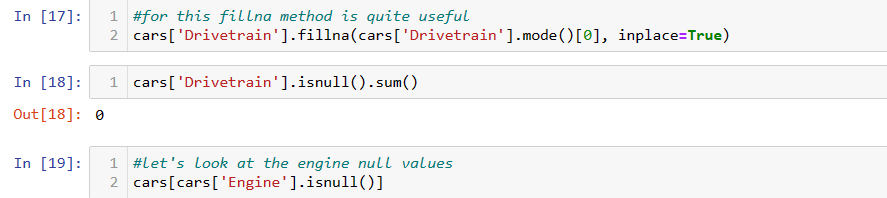 In [17]: 1 #for this fillna method is quite useful
2 cars['Drivetrain'].fillna(cars['Drivetrain'].mode()[0], inplace=True)
In [18]: 1 cars['Drivetrain'].isnull().sum()
Out[18]: 0
In [19]: 1 #let's look at the engine null values
2 cars[cars['Engine'].isnull()]